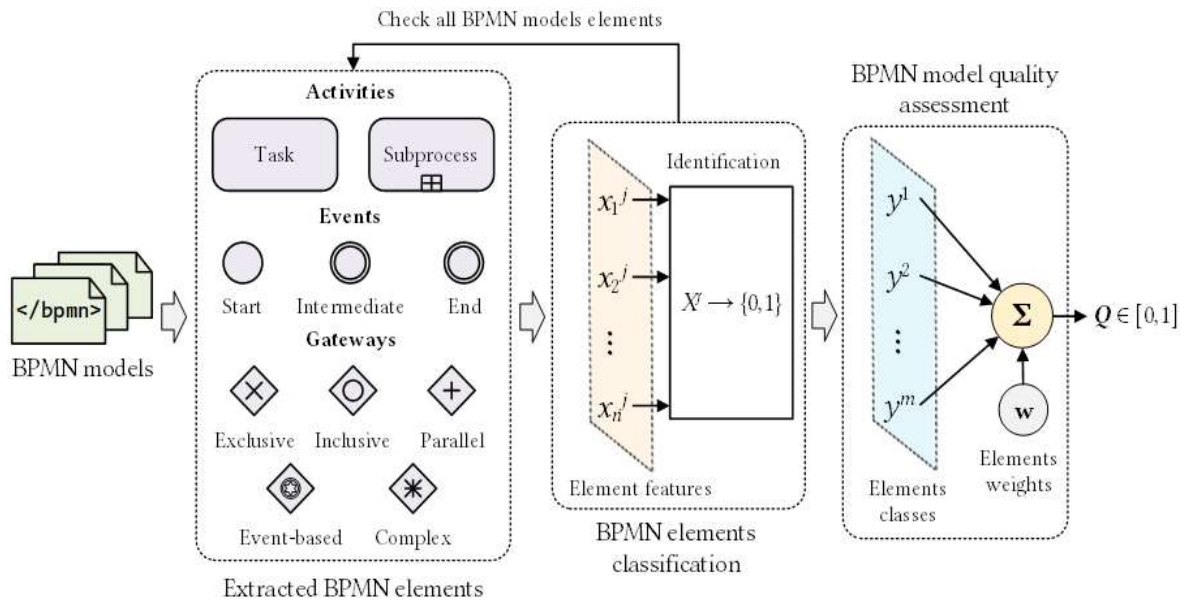 Check all BPMN models elements
</bpmn>
BPMN models
Activities
Task
Subprocess
Events
Start
Intermediate
End
Gateways
Exclusive
Inclusive
Parallel
Event-based
Complex
Extracted BPMN elements
Identification
x₁ʲ
x₂ʲ
⋮
xₙʲ
Xʲ → {0,1}
Element features
BPMN elements
classification
BPMN model quality
assessment
y¹
y²
⋮
yᵐ
Σ
w
Q ∈ [0,1]
Elements
weights
Elements
classes